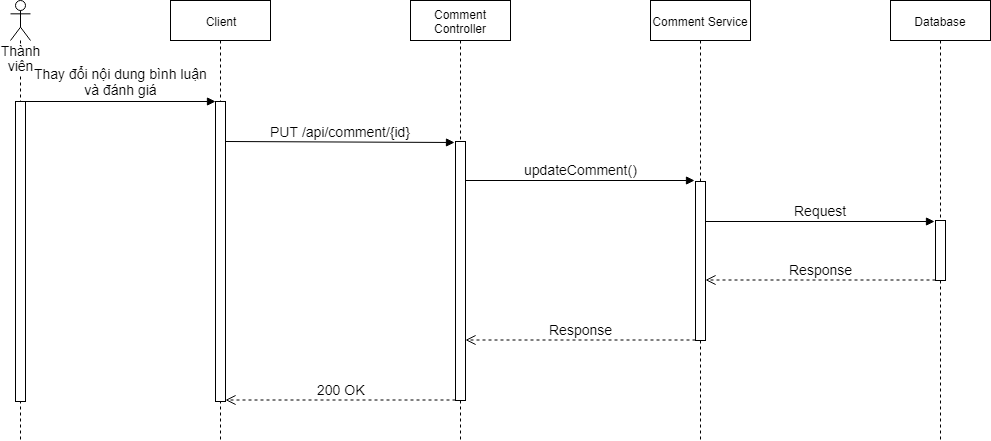 Client
Comment
Controller
Comment Service
Database
Thành
viên
Thay đổi nội dung bình luận
và đánh giá
PUT /api/comment/{id}
updateComment()
Request
Response
Response
200 OK